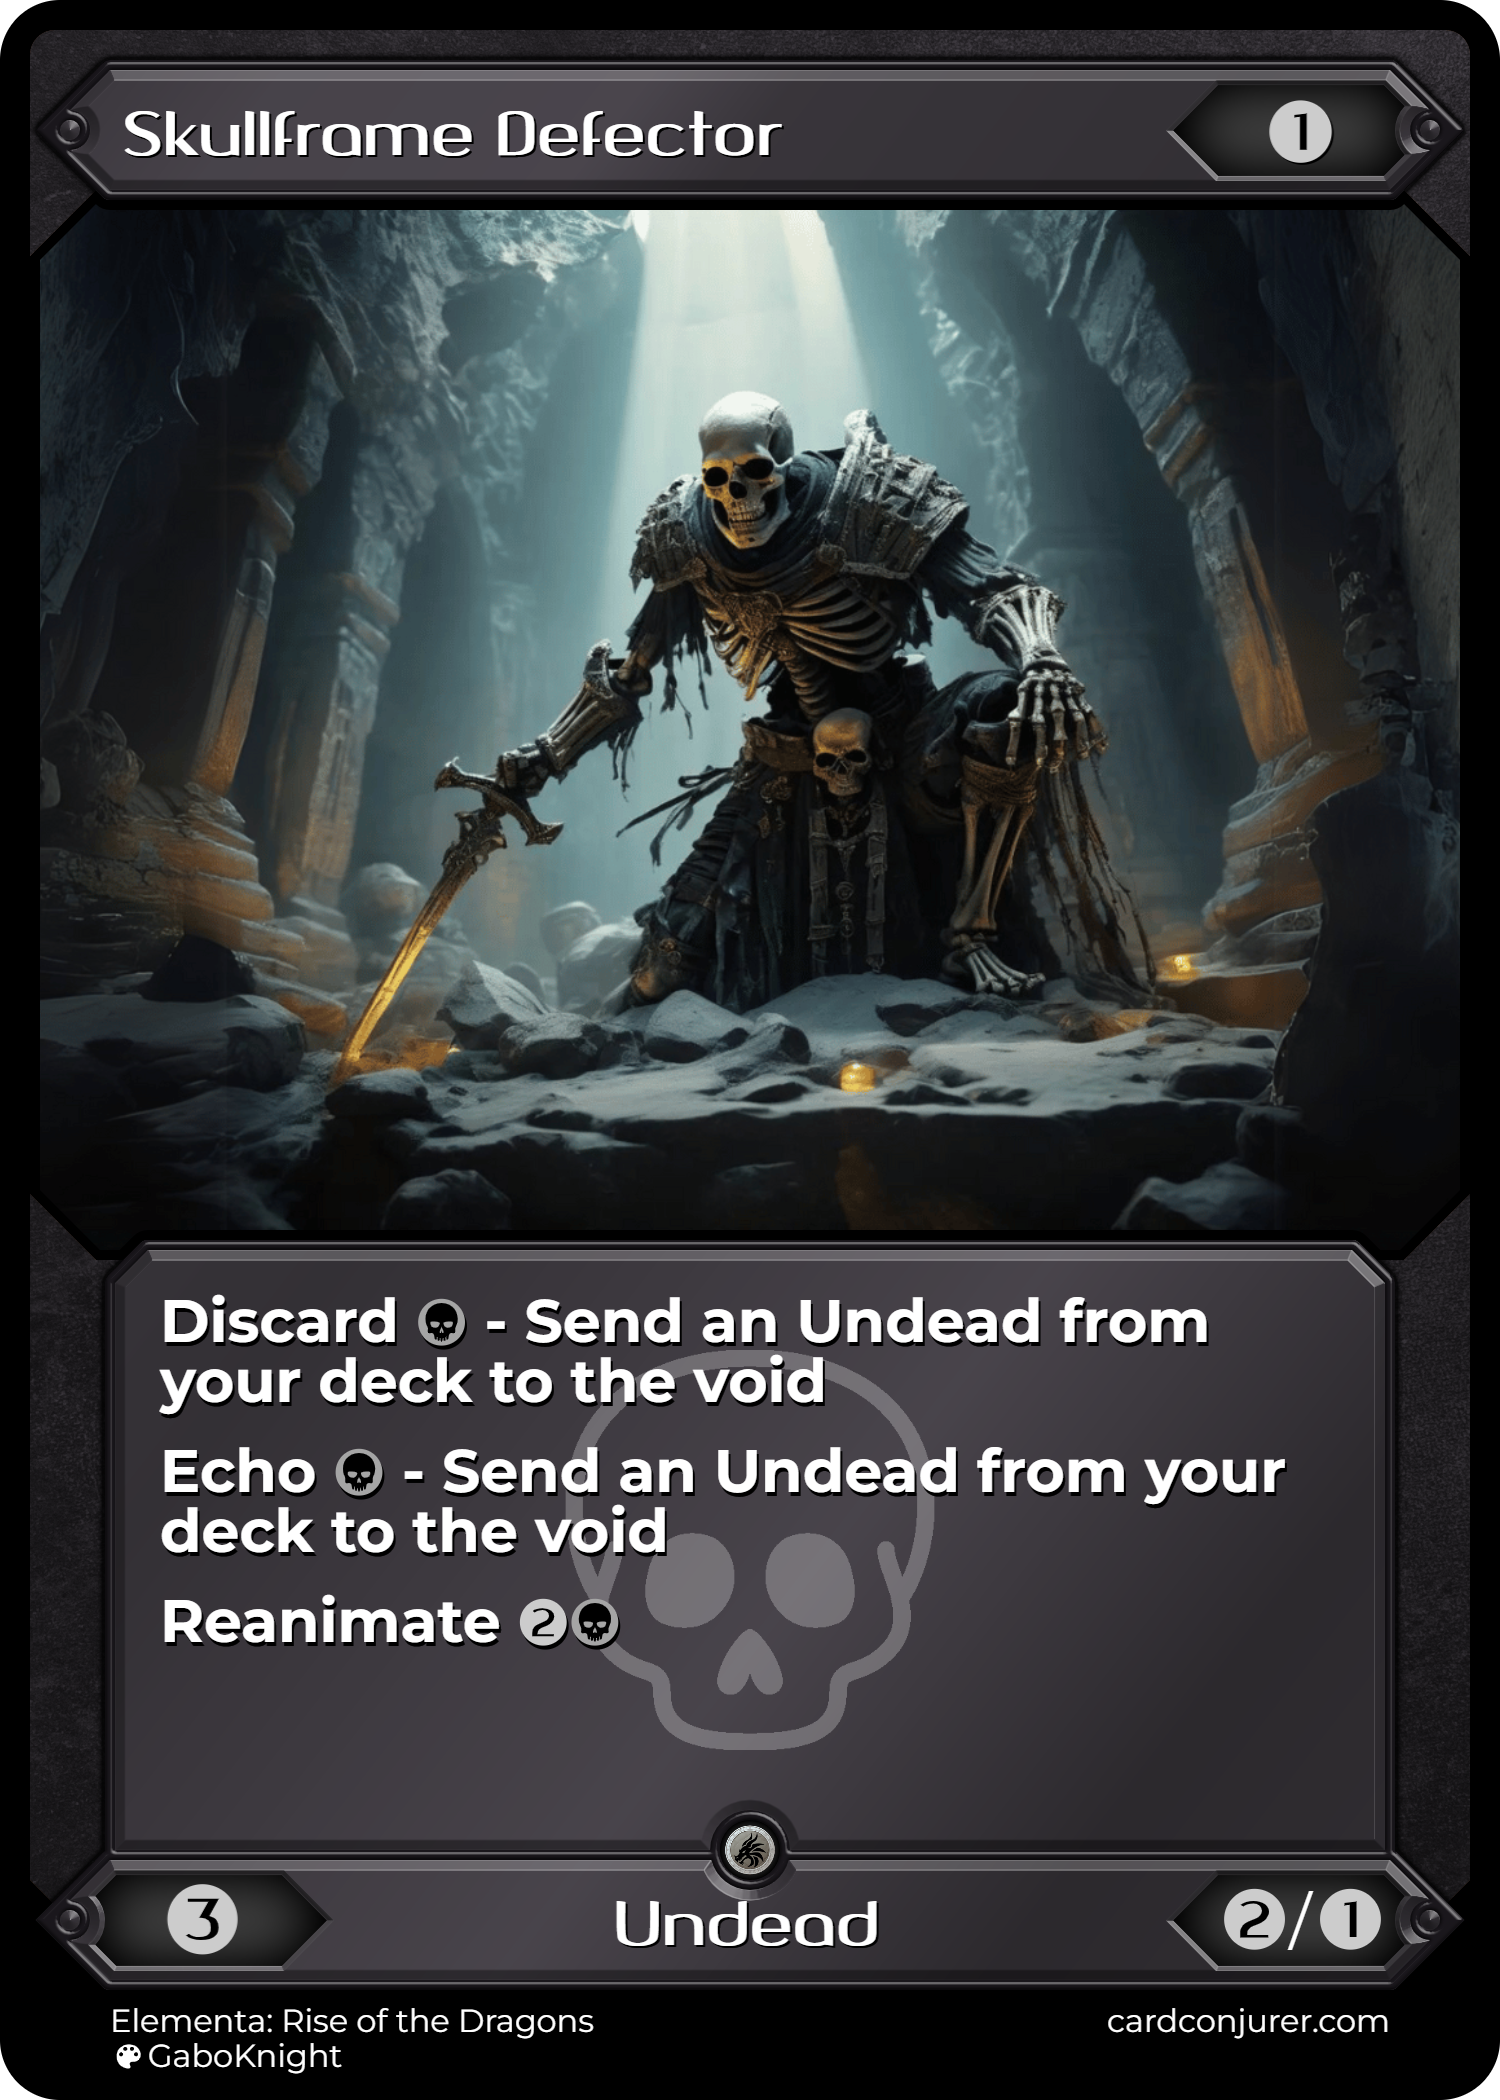 Skullframe Defector 1
Discard - Send an Undead from
your deck to the void
Echo - Send an Undead from your
deck to the void
Reanimate 2
3 Undead 2/1
Elementa: Rise of the Dragons cardconjurer.com
GaboKnight